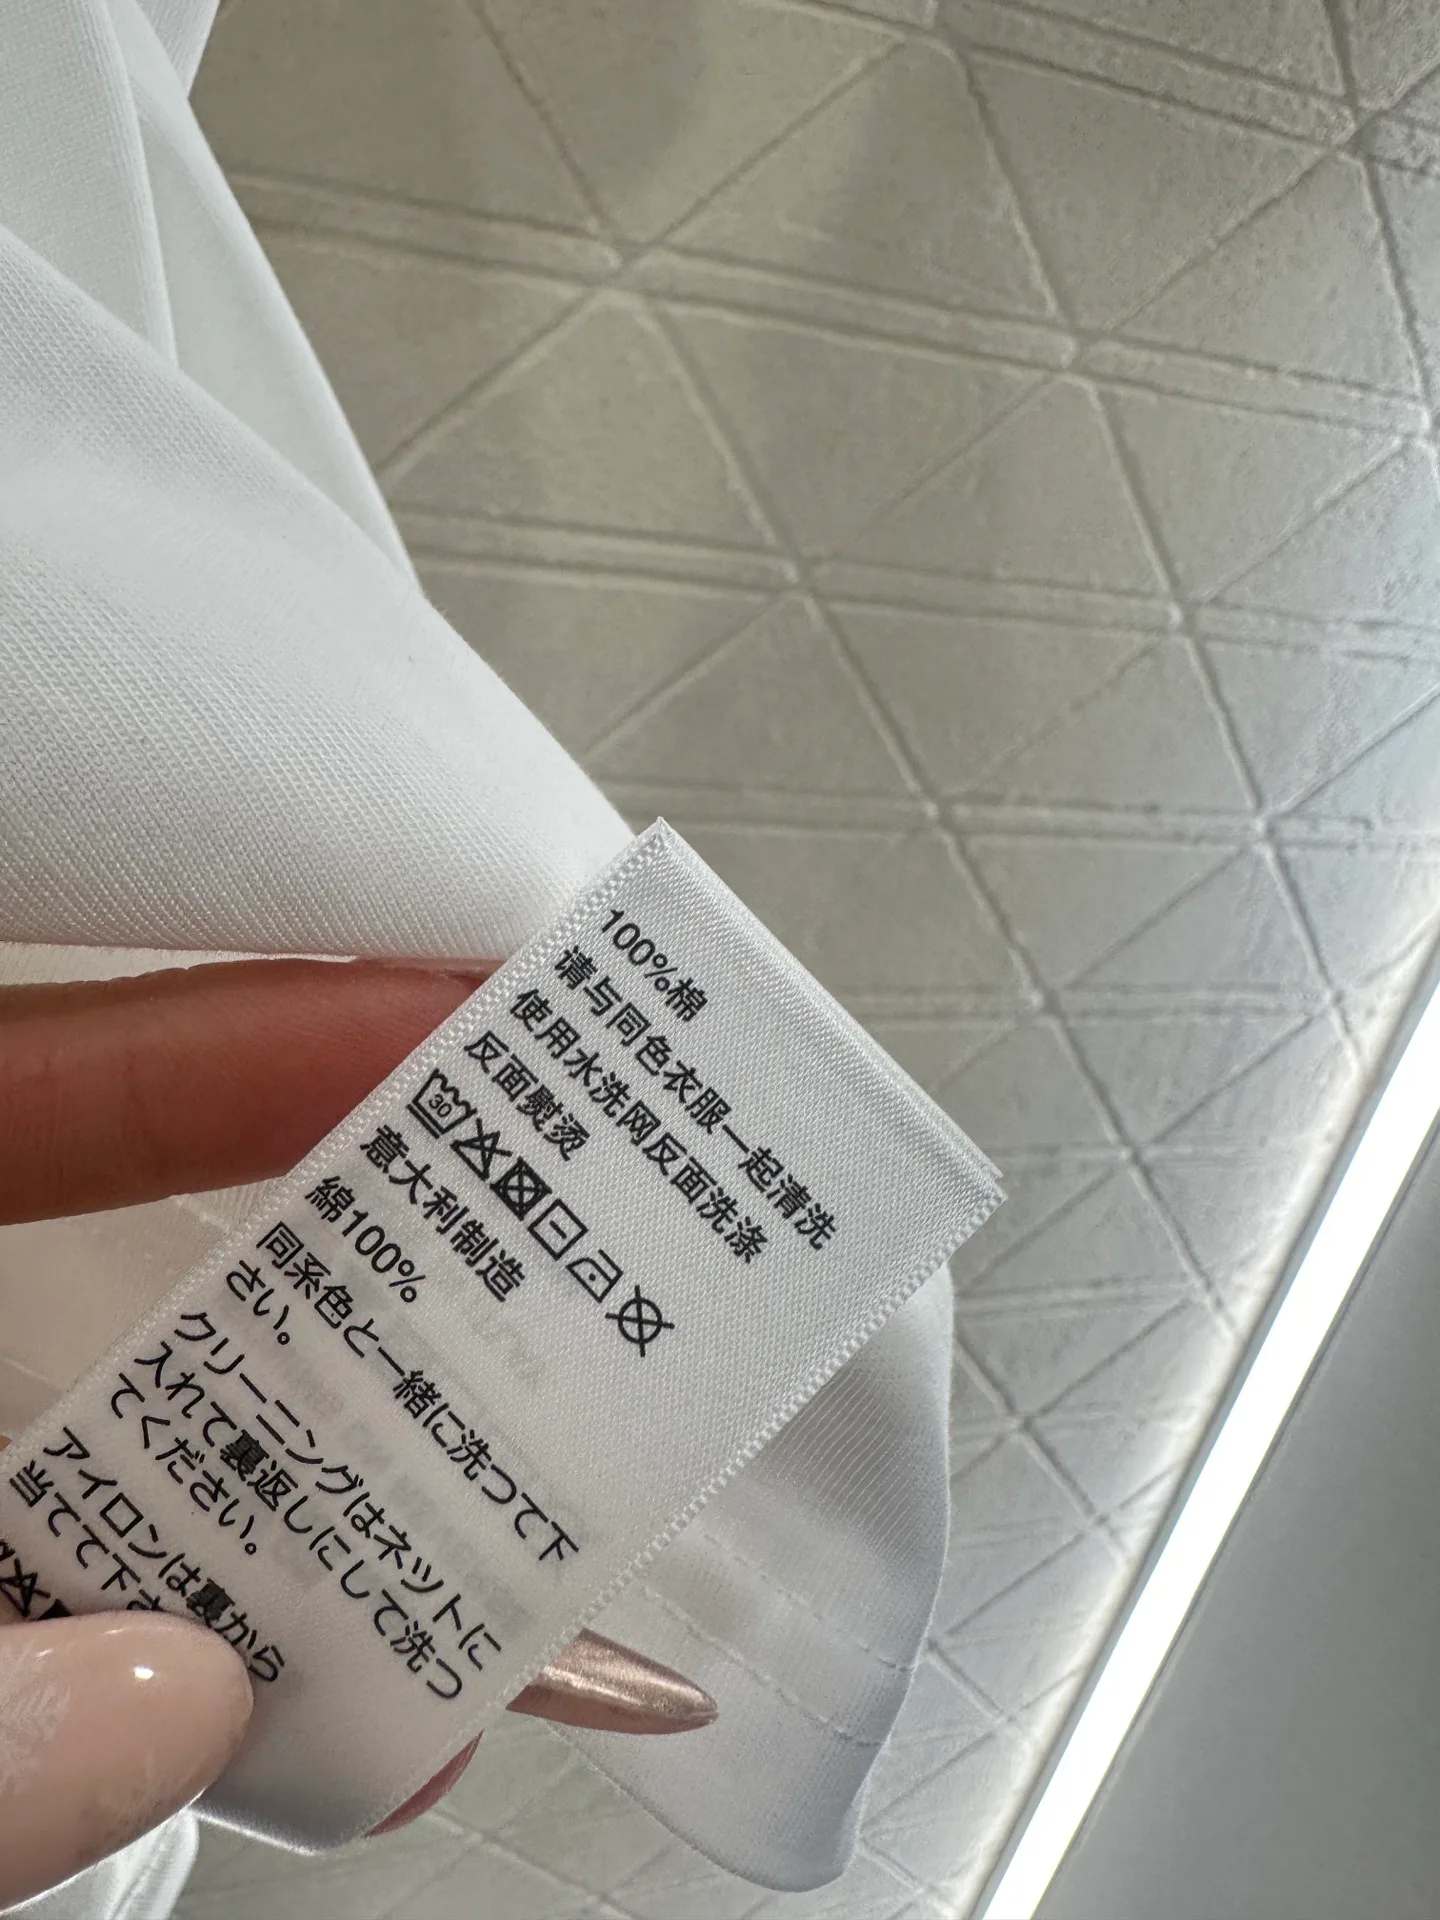 100%棉
请与同色衣服一起清洗
使用水洗网反面洗涤
反面熨烫
30
意大利制造
綿100%
同系色と一緒に洗つて下
さい。
クリーニングはネットに
入れて裏返しにして洗つ
てください。
アイロンは裏から
当てて下さ